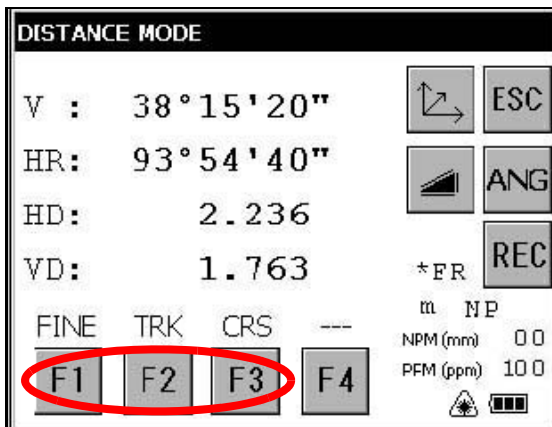 DISTANCE MODE
V : 38°15'20"
ESC
HR: 93°54'40"
ANG
HD: 2.236
REC
VD: 1.763
*FR
m NP
FINE TRK CRS ---
NPM (mm) 00
F1 F2 F3 F4
PFM (ppm) 100